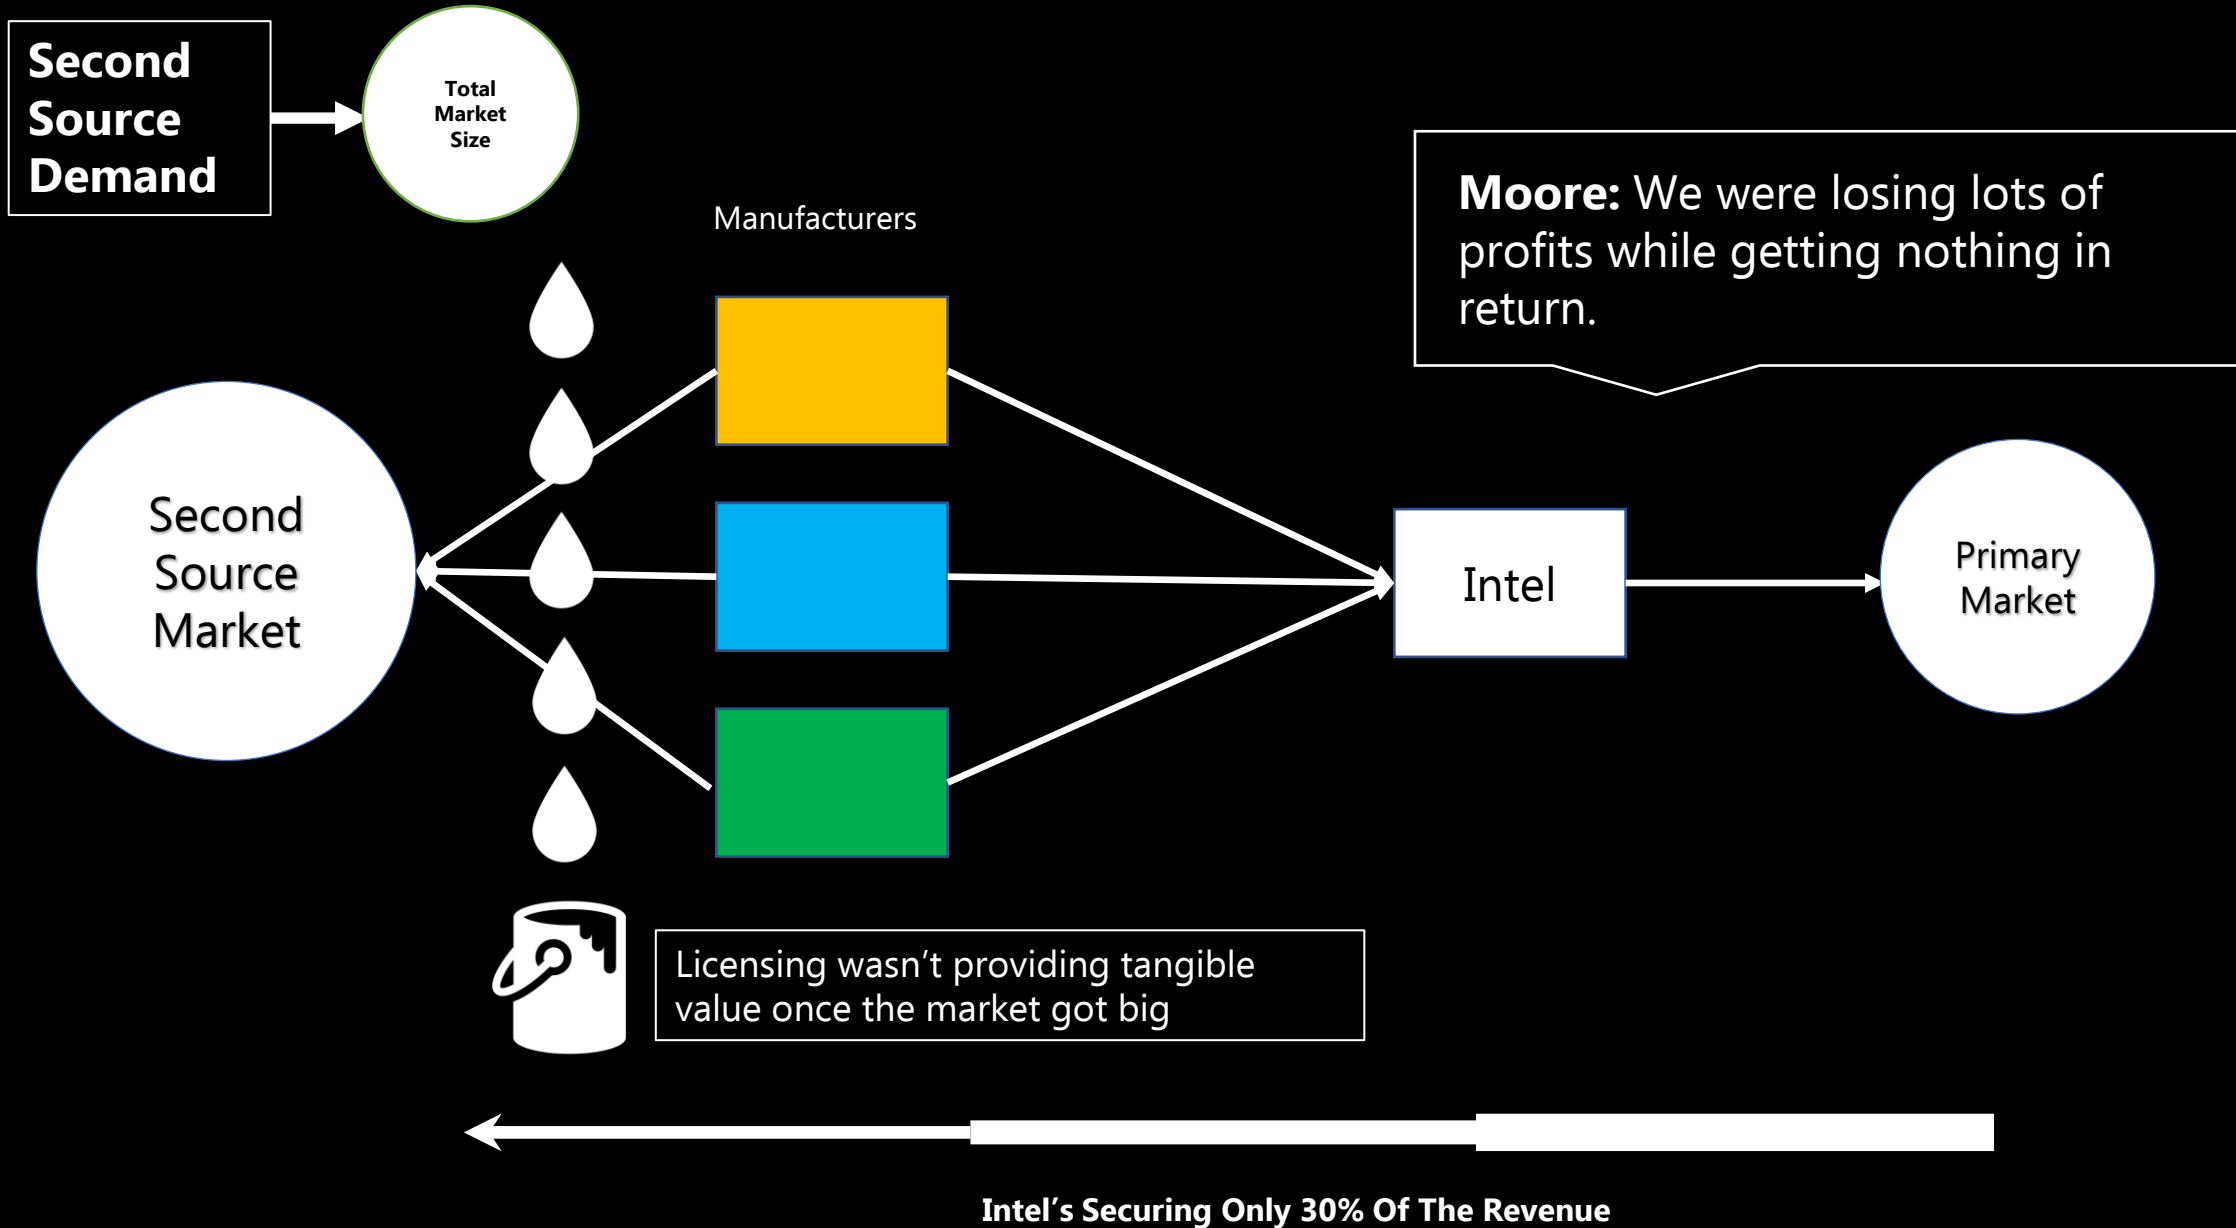 Second
Source
Demand
Total
Market
Size
Manufacturers
Moore: We were losing lots of
profits while getting nothing in
return.
Second
Source
Market
Intel
Primary
Market
Licensing wasn’t providing tangible
value once the market got big
Intel’s Securing Only 30% Of The Revenue